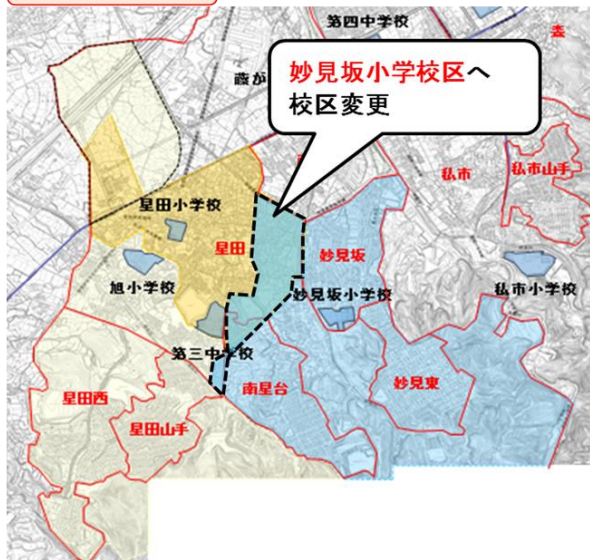 第四中学校
妙見坂小学校区へ
校区変更
私市
私市山手
星田小学校
星田
妙見坂
旭小学校
妙見坂小学校
私市小学校
第三中学校
星田西
南星台
妙見東
星田山手